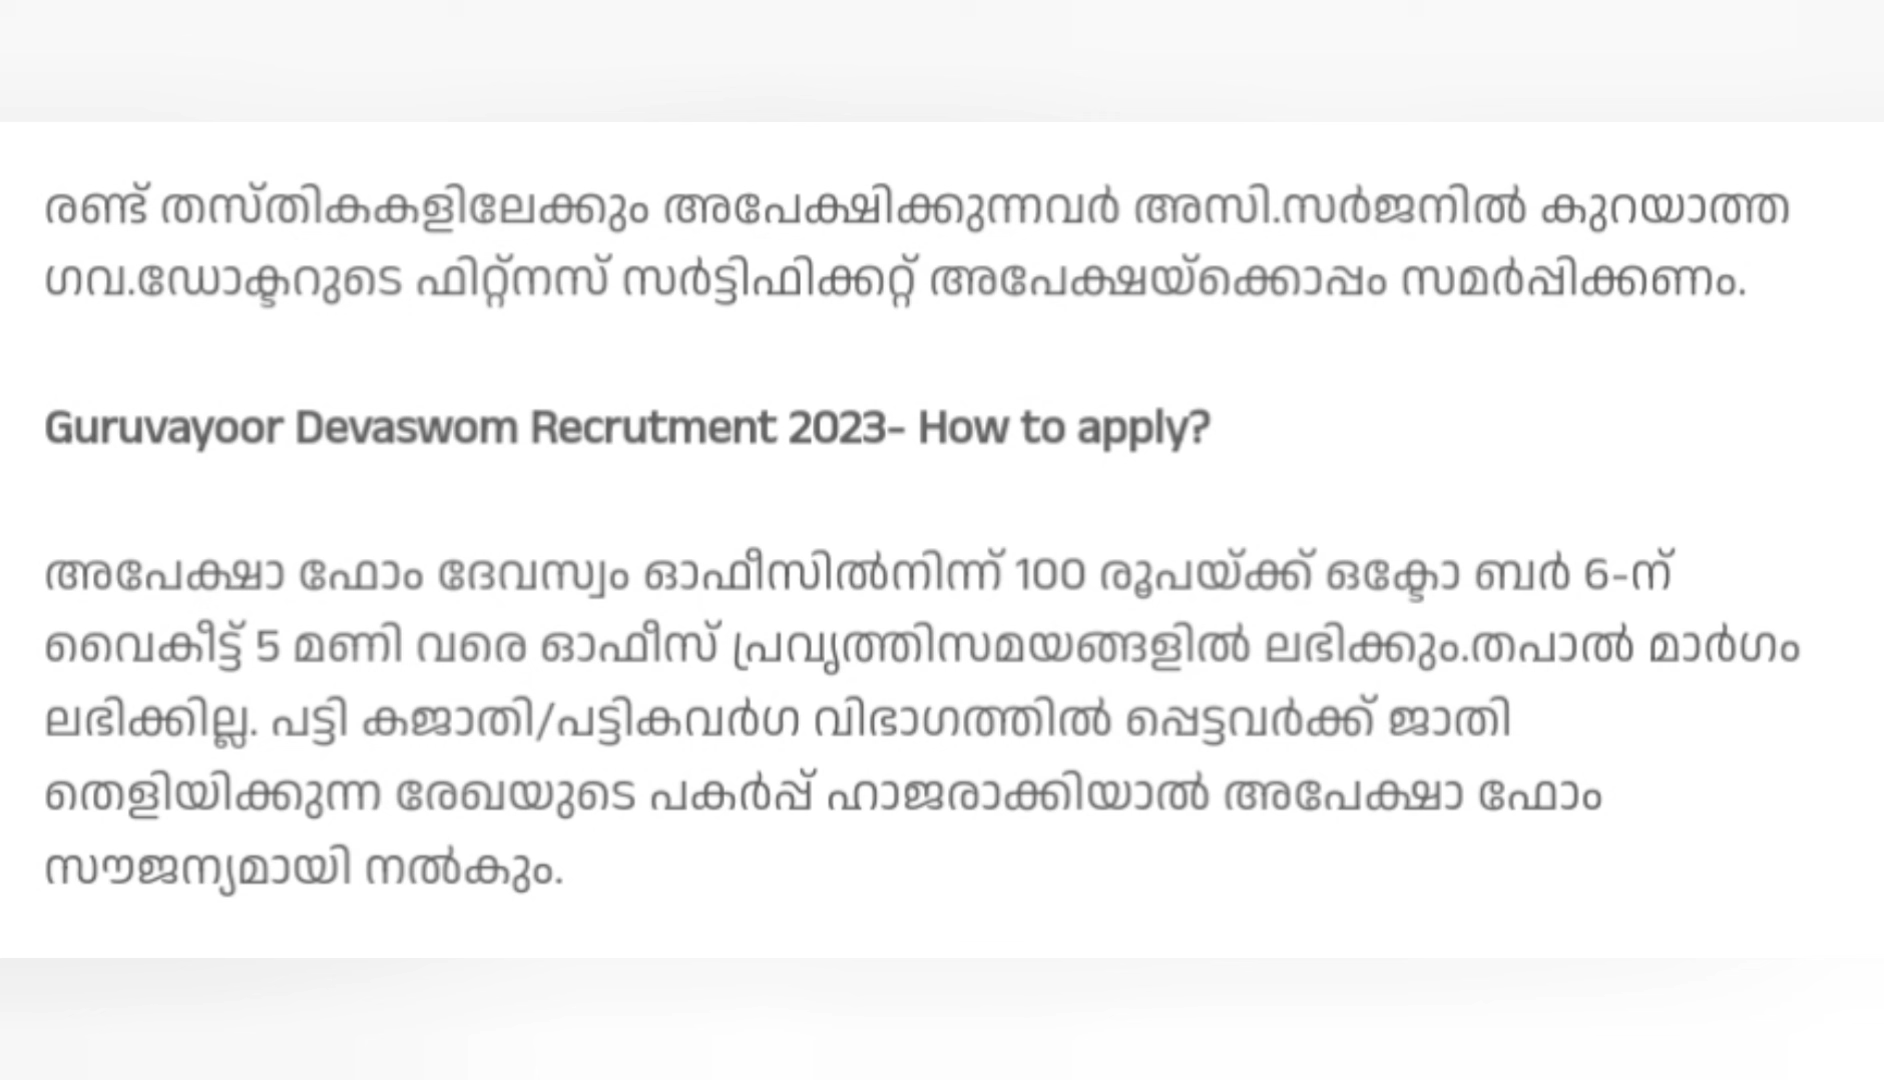 രണ്ട് തസ്തികകളിലേക്കും അപേക്ഷിക്കുന്നവർ അസി.സർജനിൽ കുറയാത്ത
ഗവ.ഡോക്ടറുടെ ഫിറ്റ്നസ് സർട്ടിഫിക്കറ്റ് അപേക്ഷയ്ക്കൊപ്പം സമർപ്പിക്കണം.
Guruvayoor Devaswom Recrutment 2023- How to apply?
അപേക്ഷാ ഫോം ദേവസ്വം ഓഫീസിൽനിന്ന് 100 രൂപയ്ക്ക് ഒക്ടോ ബർ 6-ന്
വൈകീട്ട് 5 മണി വരെ ഓഫീസ് പ്രവൃത്തിസമയങ്ങളിൽ ലഭിക്കും.തപാൽ മാർഗം
ലഭിക്കില്ല. പട്ടി കജാതി/പട്ടികവർഗ വിഭാഗത്തിൽ പ്പെട്ടവർക്ക് ജാതി
തെളിയിക്കുന്ന രേഖയുടെ പകർപ്പ് ഹാജരാക്കിയാൽ അപേക്ഷാ ഫോം
സൗജന്യമായി നൽകും.